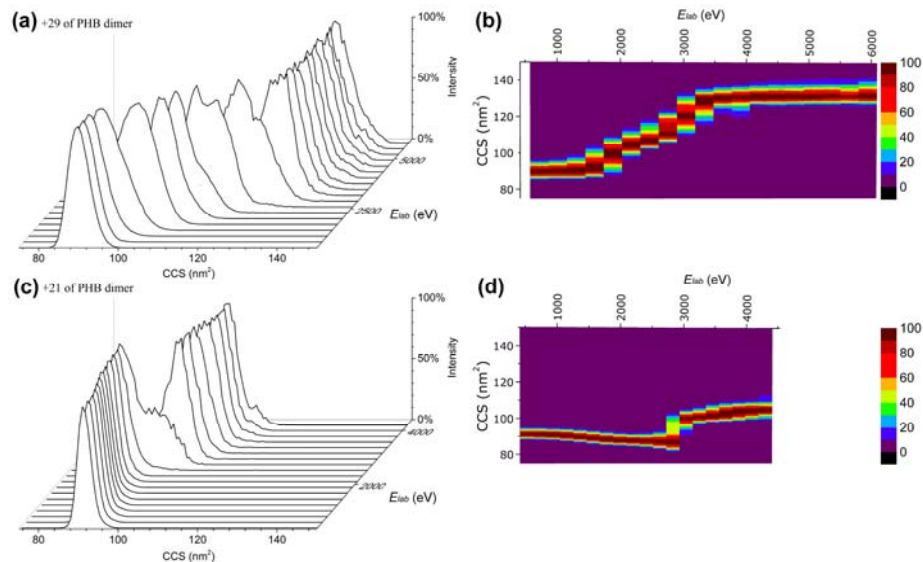 (a) +29 of PHB dimer
100%
50%
0%
Intensity
5000
2500
Elab (eV)
80 100 120 140
CCS (nm²)
(b)
Elab (eV)
1000 2000 3000 4000 5000 6000
CCS (nm²)
140
120
100
80
100
80
60
40
20
0
(c) +21 of PHB dimer
100%
50%
0%
Intensity
4000
2000
Elab (eV)
80 100 120 140
CCS (nm²)
(d)
Elab (eV)
1000 2000 3000 4000
CCS (nm²)
140
120
100
80
100
80
60
40
20
0